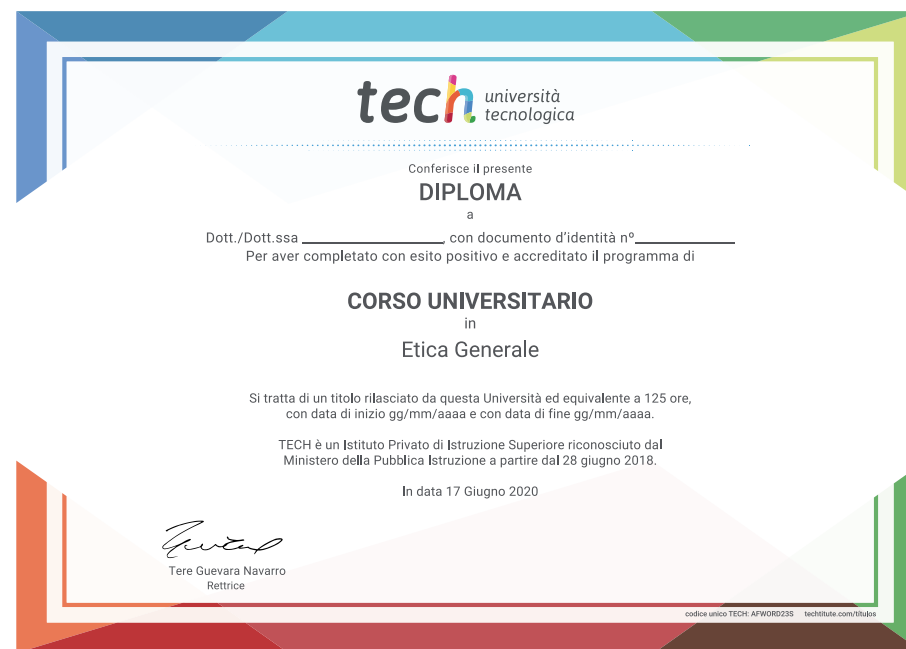 tech università
tecnologica
Conferisce il presente
DIPLOMA
a
Dott./Dott.ssa ____________________, con documento d'identità nº______________
Per aver completato con esito positivo e accreditato il programma di
CORSO UNIVERSITARIO
in
Etica Generale
Si tratta di un titolo rilasciato da questa Università ed equivalente a 125 ore,
con data di inizio gg/mm/aaaa e con data di fine gg/mm/aaaa.
TECH è un Istituto Privato di Istruzione Superiore riconosciuto dal
Ministero della Pubblica Istruzione a partire dal 28 giugno 2018.
In data 17 Giugno 2020
Tere Guevara Navarro
Rettrice
codice unico TECH: AFWORD23S techtitute.com/titulos